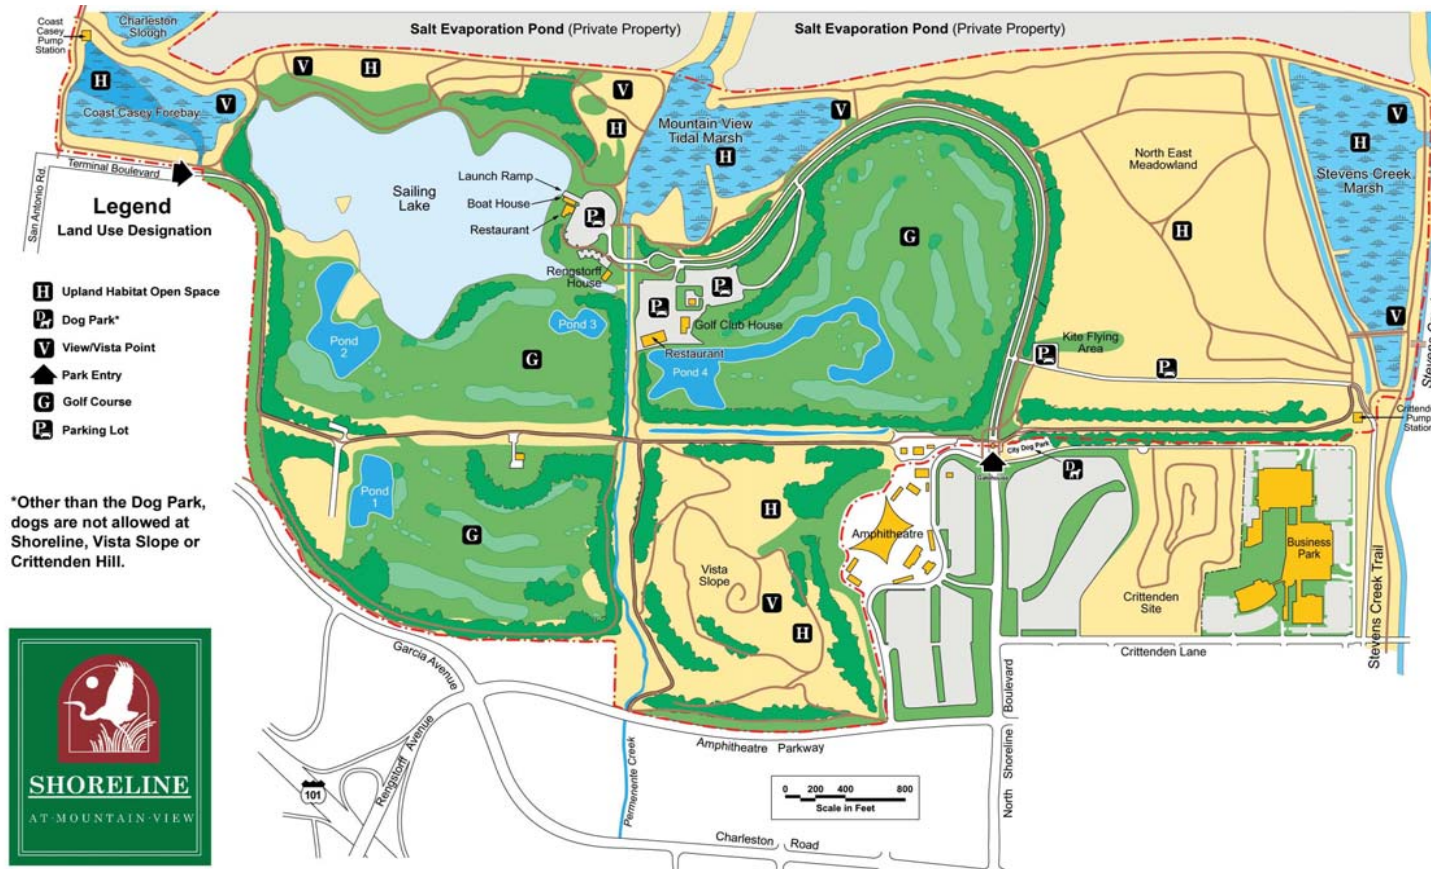 Coast
Casey
Pump
Station
Charleston
Slough
Salt Evaporation Pond (Private Property)
Salt Evaporation Pond (Private Property)
V
H
H
V
Coast Casey Forebay
V
H
V
Mountain View
Tidal Marsh
H
V
North East
Meadowland
V
H
Stevens Creek
Marsh
San Antonio Rd.
Terminal Boulevard
Legend
Land Use Designation
H Upland Habitat Open Space
D Dog Park*
V View/Vista Point
Park Entry
G Golf Course
P Parking Lot
*Other than the Dog Park,
dogs are not allowed at
Shoreline, Vista Slope or
Crittenden Hill.
Sailing
Lake
Launch Ramp
Boat House
Restaurant
P
Rengstorff
House
G
H
P
P
Golf Club House
Restaurant
Pond
2
Pond 3
Pond 4
G
Kite Flying
Area
P
P
V
Pump
Station
City Dog Park
D
Gatehouse
Pond
1
G
H
Vista
Slope
V
H
Amphitheatre
Crittenden
Site
Business
Park
Stevens Creek Trail
Crittenden Lane
Garcia Avenue
Rengstorff Avenue
101
Permenente Creek
Amphitheatre Parkway
North Shoreline Boulevard
0 200 400 800
Scale in Feet
Charleston Road
SHORELINE
AT·MOUNTAIN·VIEW